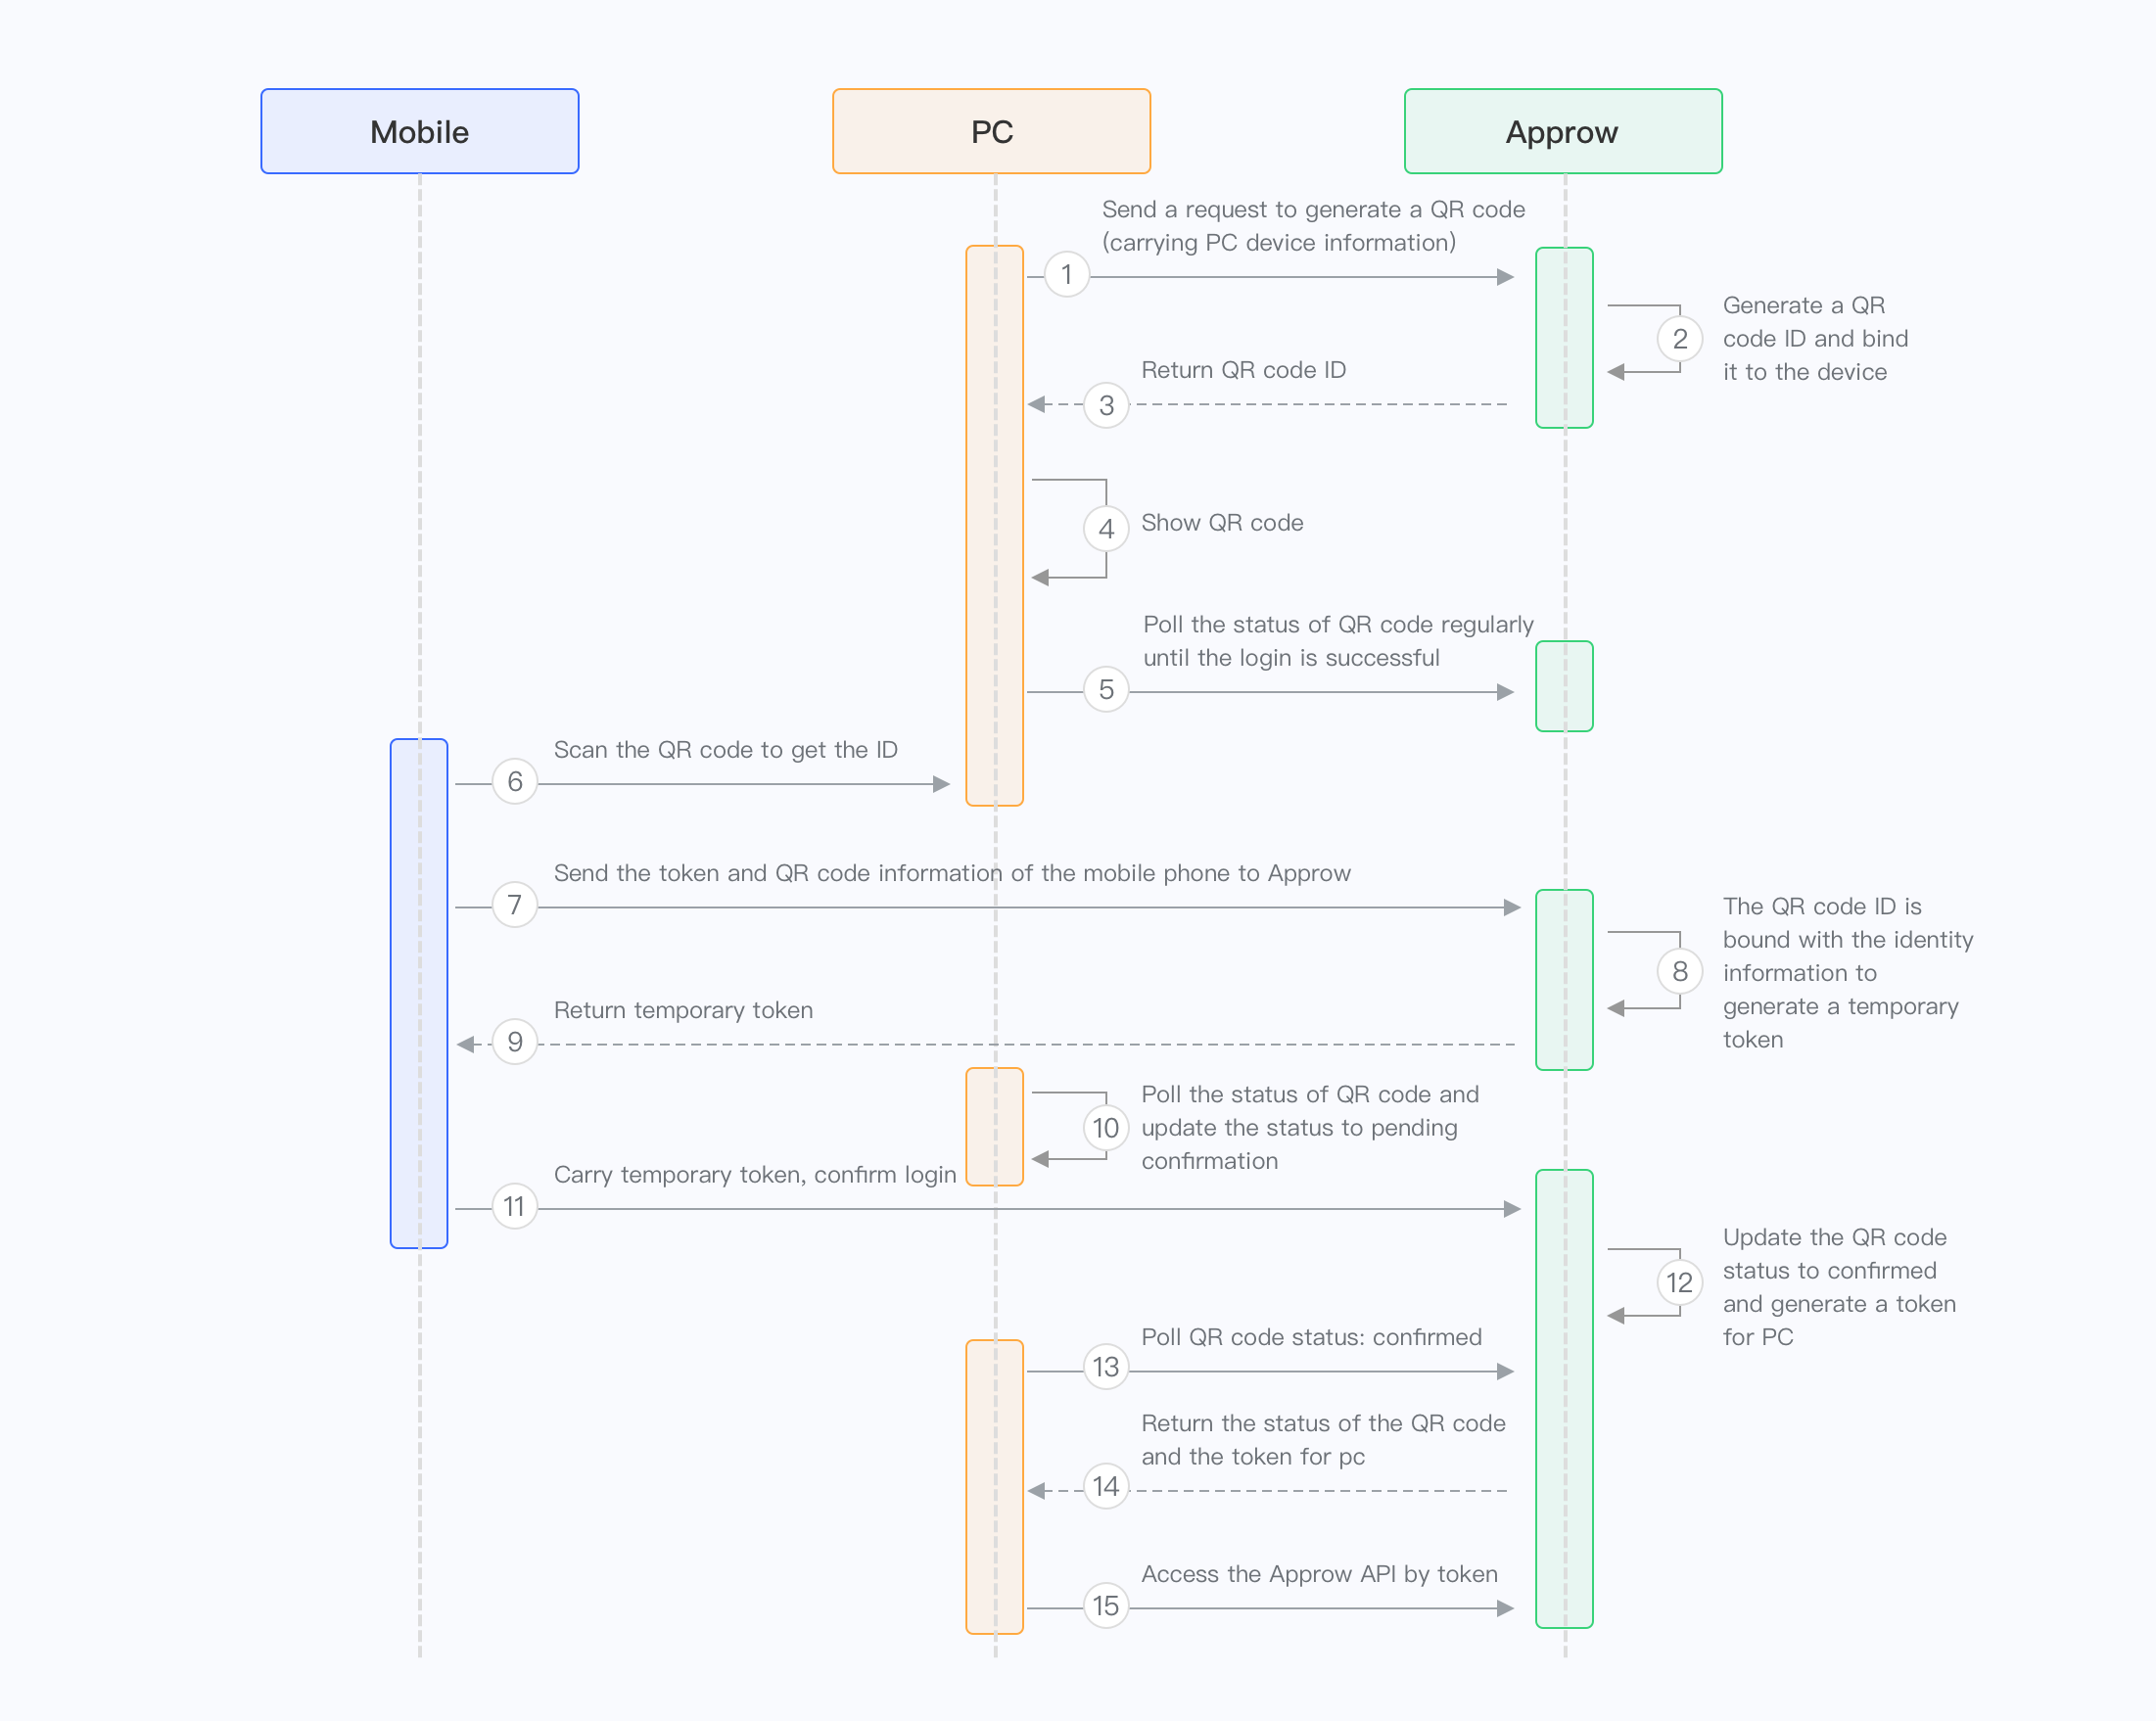 Mobile
PC
Approw
Send a request to generate a QR code
(carrying PC device information)
1
Generate a QR
code ID and bind
it to the device
2
Return QR code ID
3
4
Show QR code
Poll the status of QR code regularly
until the login is successful
5
Scan the QR code to get the ID
6
Send the token and QR code information of the mobile phone to Approw
7
The QR code ID is
bound with the identity
information to
generate a temporary
token
8
Return temporary token
9
Poll the status of QR code and
update the status to pending
confirmation
10
Carry temporary token, confirm login
11
Update the QR code
status to confirmed
and generate a token
for PC
12
Poll QR code status: confirmed
13
Return the status of the QR code
and the token for pc
14
Access the Approw API by token
15